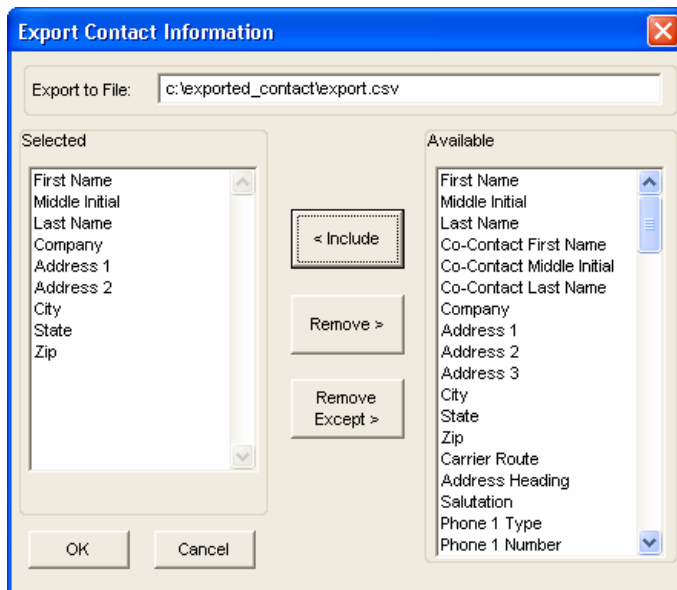 Export Contact Information
Export to File: c:\exported_contact\export.csv
Selected
First Name
Middle Initial
Last Name
Company
Address 1
Address 2
City
State
Zip
< Include
Remove >
Remove
Except >
Available
First Name
Middle Initial
Last Name
Co-Contact First Name
Co-Contact Middle Initial
Co-Contact Last Name
Company
Address 1
Address 2
Address 3
City
State
Zip
Carrier Route
Address Heading
Salutation
Phone 1 Type
Phone 1 Number
OK
Cancel